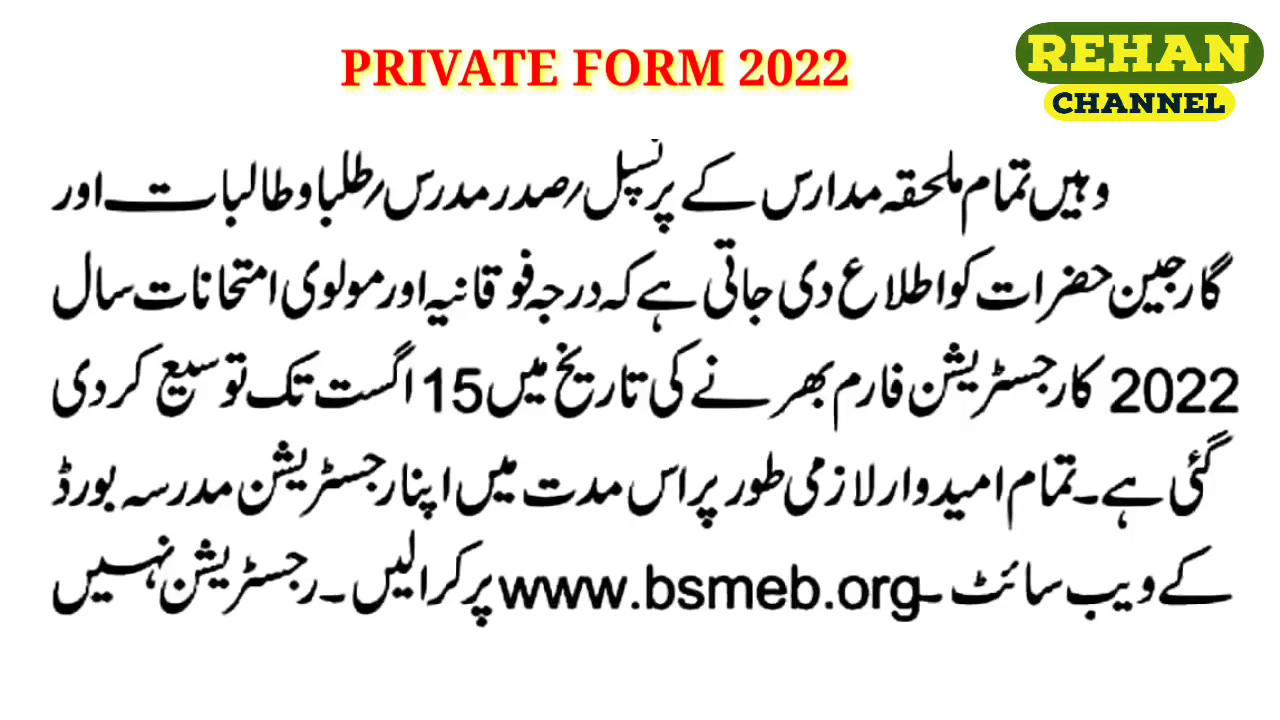 PRIVATE FORM 2022
REHAN
CHANNEL
وہیں تمام ملحقہ مدارس کے پرنسپل ؍صدر مدرس ؍طلبا و طالبات اور
گارجین حضرات کو اطلاع دی جاتی ہے کہ درجہ فوقانیہ اور مولوی امتحانات سال
2022 کا رجسٹریشن فارم بھرنے کی تاریخ میں 15 اگست تک توسیع کر دی
گئی ہے۔ تمام امیدوار لازمی طور پر اس مدت میں اپنا رجسٹریشن مدرسہ بورڈ
کے ویب سائٹ ۔www.bsmeb.org پر کرالیں۔ رجسٹریشن نہیں